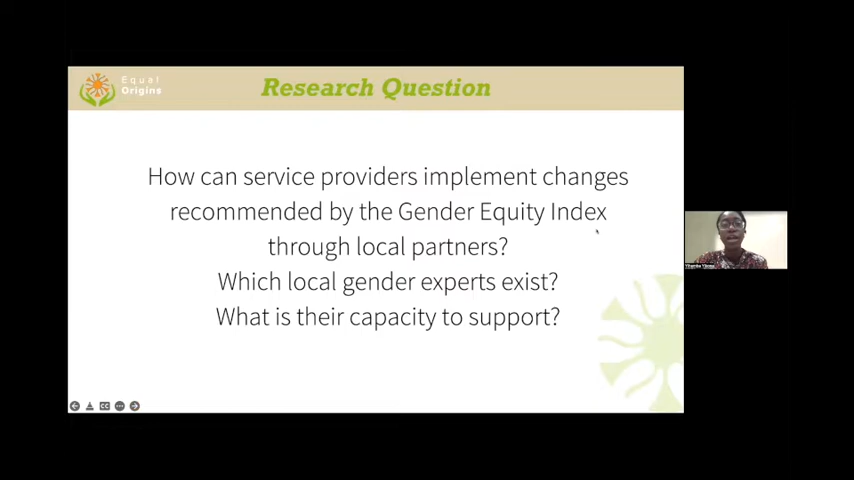 Equal
Origins
Research Question
How can service providers implement changes
recommended by the Gender Equity Index
through local partners?
Which local gender experts exist?
What is their capacity to support?
CC